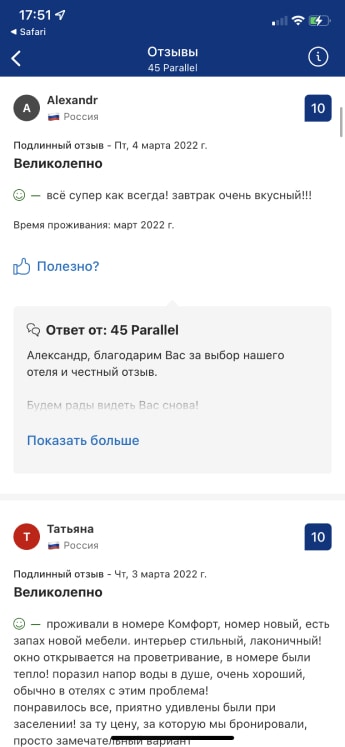 17:51
Safari
Отзывы
45 Parallel
A
Alexandr
Россия
10
Подлинный отзыв - Пт, 4 марта 2022 г.
Великолепно
— всё супер как всегда! завтрак очень вкусный!!!
Время проживания: март 2022 г.
Полезно?
Ответ от: 45 Parallel
Александр, благодарим Вас за выбор нашего
отеля и честный отзыв.
Будем рады видеть Вас снова!
Показать больше
Т
Татьяна
Россия
10
Подлинный отзыв - Чт, 3 марта 2022 г.
Великолепно
— проживали в номере Комфорт, номер новый, есть
запах новой мебели. интерьер стильный, лаконичный!
окно открывается на проветривание, в номере были
тепло! поразил напор воды в душе, очень хороший,
обычно в отелях с этим проблема!
понравилось все, приятно удивлены были при
заселении! за ту цену, за которую мы бронировали,
просто замечательный вариант